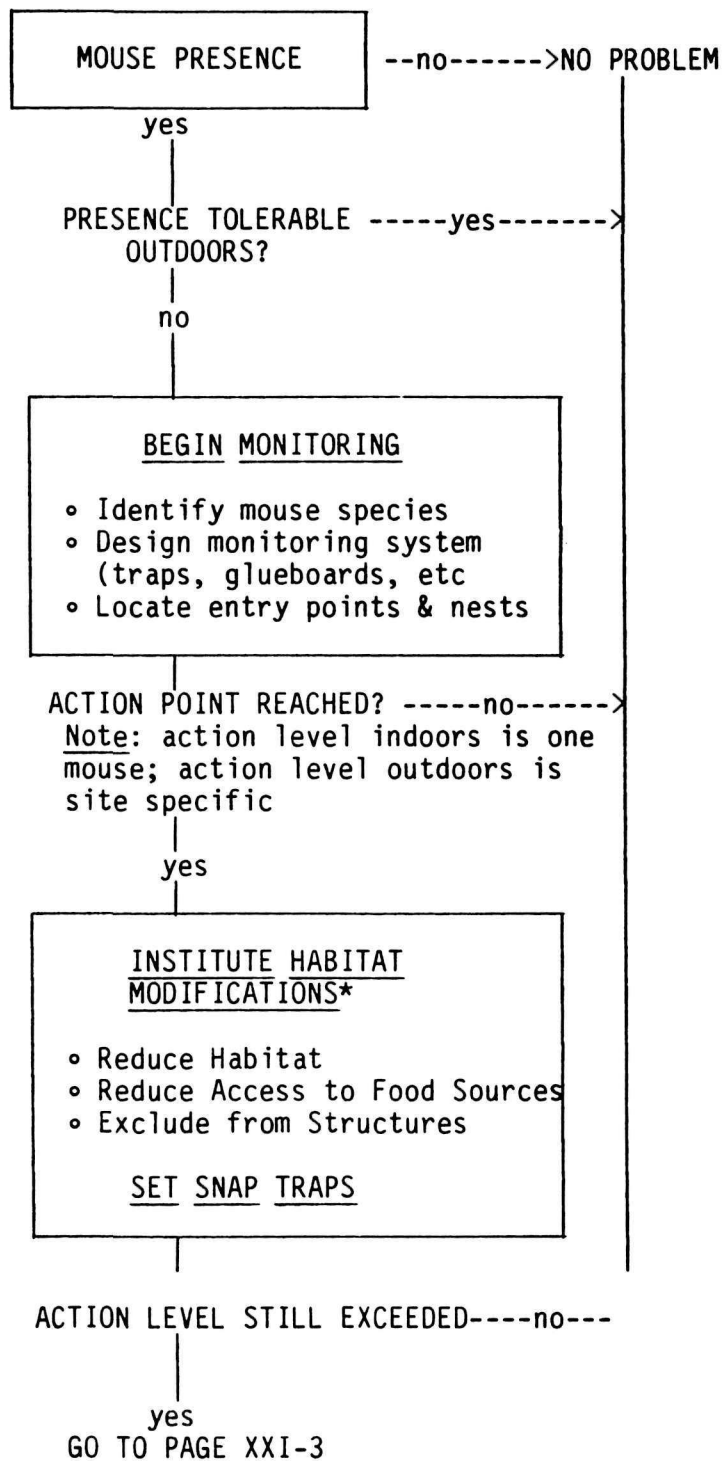 MOUSE PRESENCE --no------>NO PROBLEM
yes
PRESENCE TOLERABLE -----yes------->
OUTDOORS?
no
BEGIN MONITORING
∘ Identify mouse species
∘ Design monitoring system
(traps, glueboards, etc
∘ Locate entry points & nests
ACTION POINT REACHED? -----no------>
Note: action level indoors is one
mouse; action level outdoors is
site specific
yes
INSTITUTE HABITAT
MODIFICATIONS*
∘ Reduce Habitat
∘ Reduce Access to Food Sources
∘ Exclude from Structures
SET SNAP TRAPS
ACTION LEVEL STILL EXCEEDED----no---
yes
GO TO PAGE XXI-3